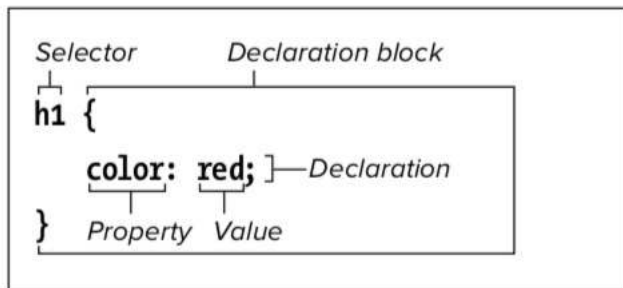 Selector Declaration block
h1 {
color: red; Declaration
} Property Value